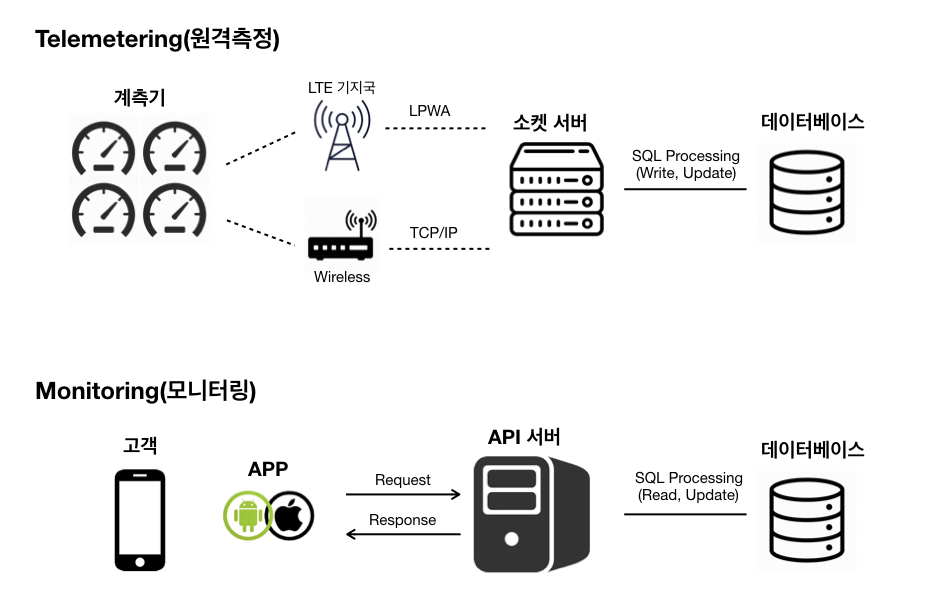 Telemetering(원격측정)
계측기
LTE 기지국
LPWA
소켓 서버
데이터베이스
SQL Processing
(Write, Update)
TCP/IP
Wireless
Monitoring(모니터링)
고객
APP
API 서버
데이터베이스
Request
Response
SQL Processing
(Read, Update)